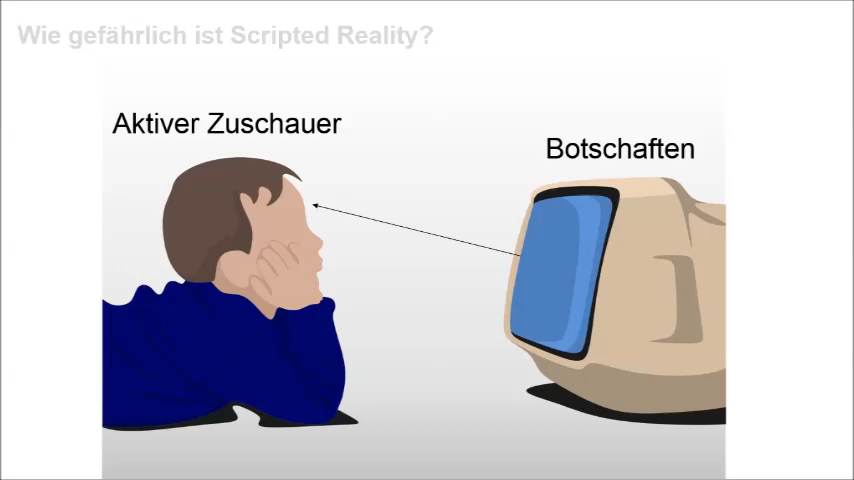 Wie gefährlich ist Scripted Reality?
Aktiver Zuschauer
Botschaften